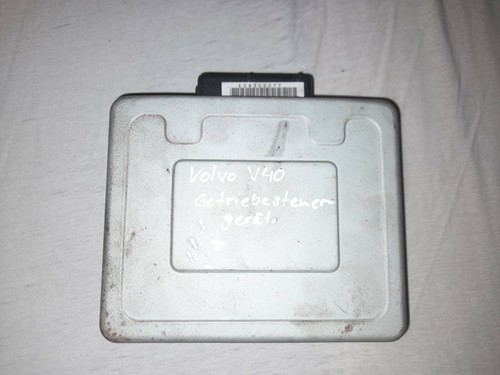 Volvo V40
Getriebesteuer-
gerät